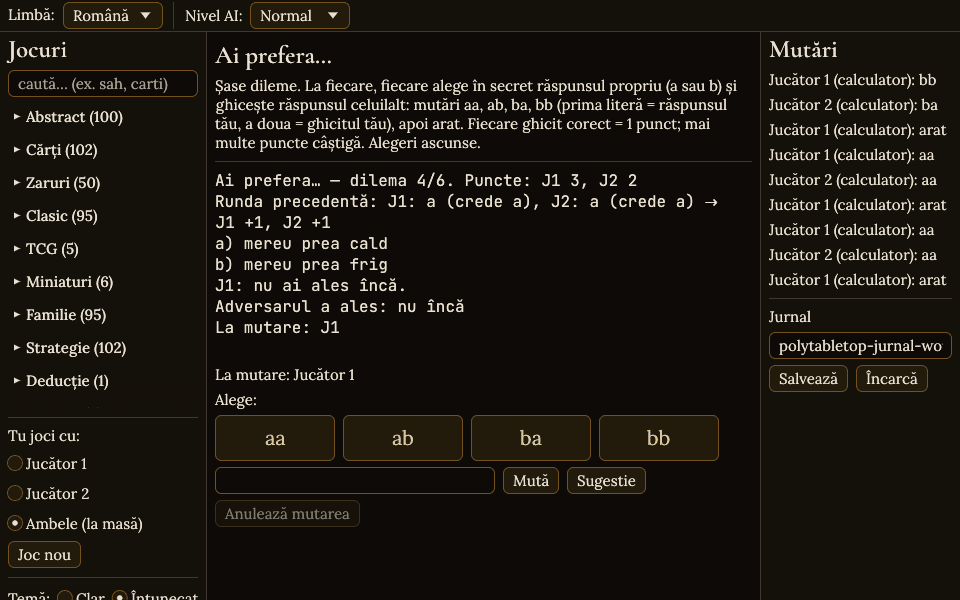 Limbă: Română ▼ Nivel AI: Normal ▼
Jocuri
caută... (ex. sah, carti)
▸ Abstract (100)
▸ Cărți (102)
▸ Zaruri (50)
▸ Clasic (95)
▸ TCG (5)
▸ Miniaturi (6)
▸ Familie (95)
▸ Strategie (102)
▸ Deducție (1)
Tu joci cu:
Jucător 1
Jucător 2
Ambele (la masă)
Joc nou
Temă: Clar Întunecat
Ai prefera…
Șase dileme. La fiecare, fiecare alege în secret răspunsul propriu (a sau b) și
ghicește răspunsul celuilalt: mutări aa, ab, ba, bb (prima literă = răspunsul
tău, a doua = ghicitul tău), apoi arat. Fiecare ghicit corect = 1 punct; mai
multe puncte câștigă. Alegeri ascunse.
Ai prefera… — dilema 4/6. Puncte: J1 3, J2 2
Runda precedentă: J1: a (crede a), J2: a (crede a) →
J1 +1, J2 +1
a) mereu prea cald
b) mereu prea frig
J1: nu ai ales încă.
Adversarul a ales: nu încă
La mutare: J1
La mutare: Jucător 1
Alege:
aa ab ba bb
Mută Sugestie
Anulează mutarea
Mutări
Jucător 1 (calculator): bb
Jucător 2 (calculator): ba
Jucător 1 (calculator): arat
Jucător 1 (calculator): aa
Jucător 2 (calculator): aa
Jucător 1 (calculator): arat
Jucător 1 (calculator): aa
Jucător 2 (calculator): aa
Jucător 1 (calculator): arat
Jurnal
polytabletop-jurnal-wo
Salvează Încarcă